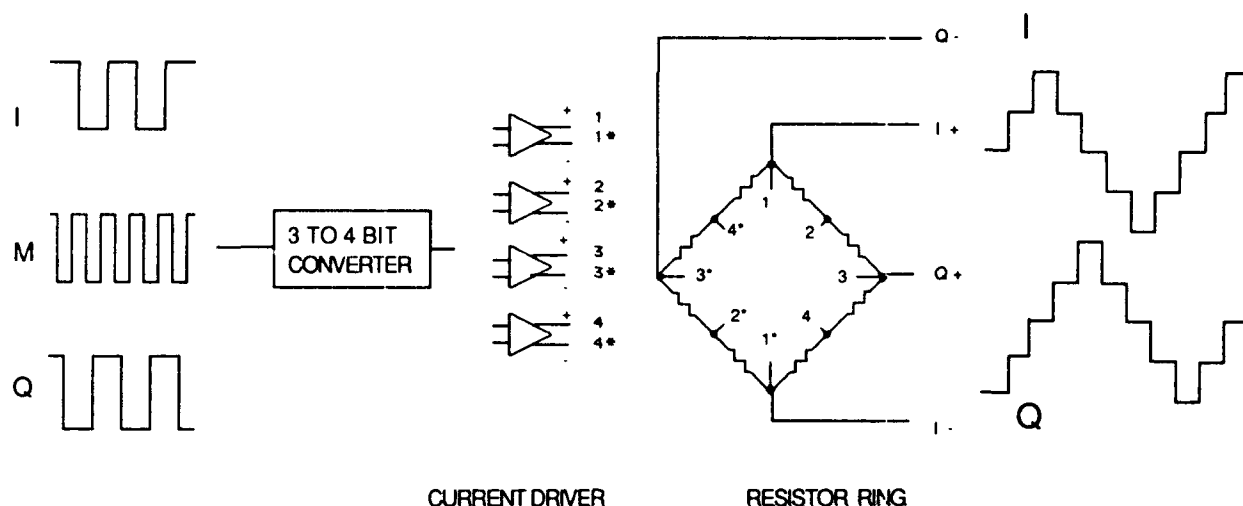 I
M
Q
3 TO 4 BIT
CONVERTER
+ 1
1*
-
+ 2
2*
-
+ 3
3*
-
+ 4
4*
-
CURRENT DRIVER
Q -
I +
Q +
I -
1
2
3
4
1*
2*
3*
4*
RESISTOR RING
I
Q